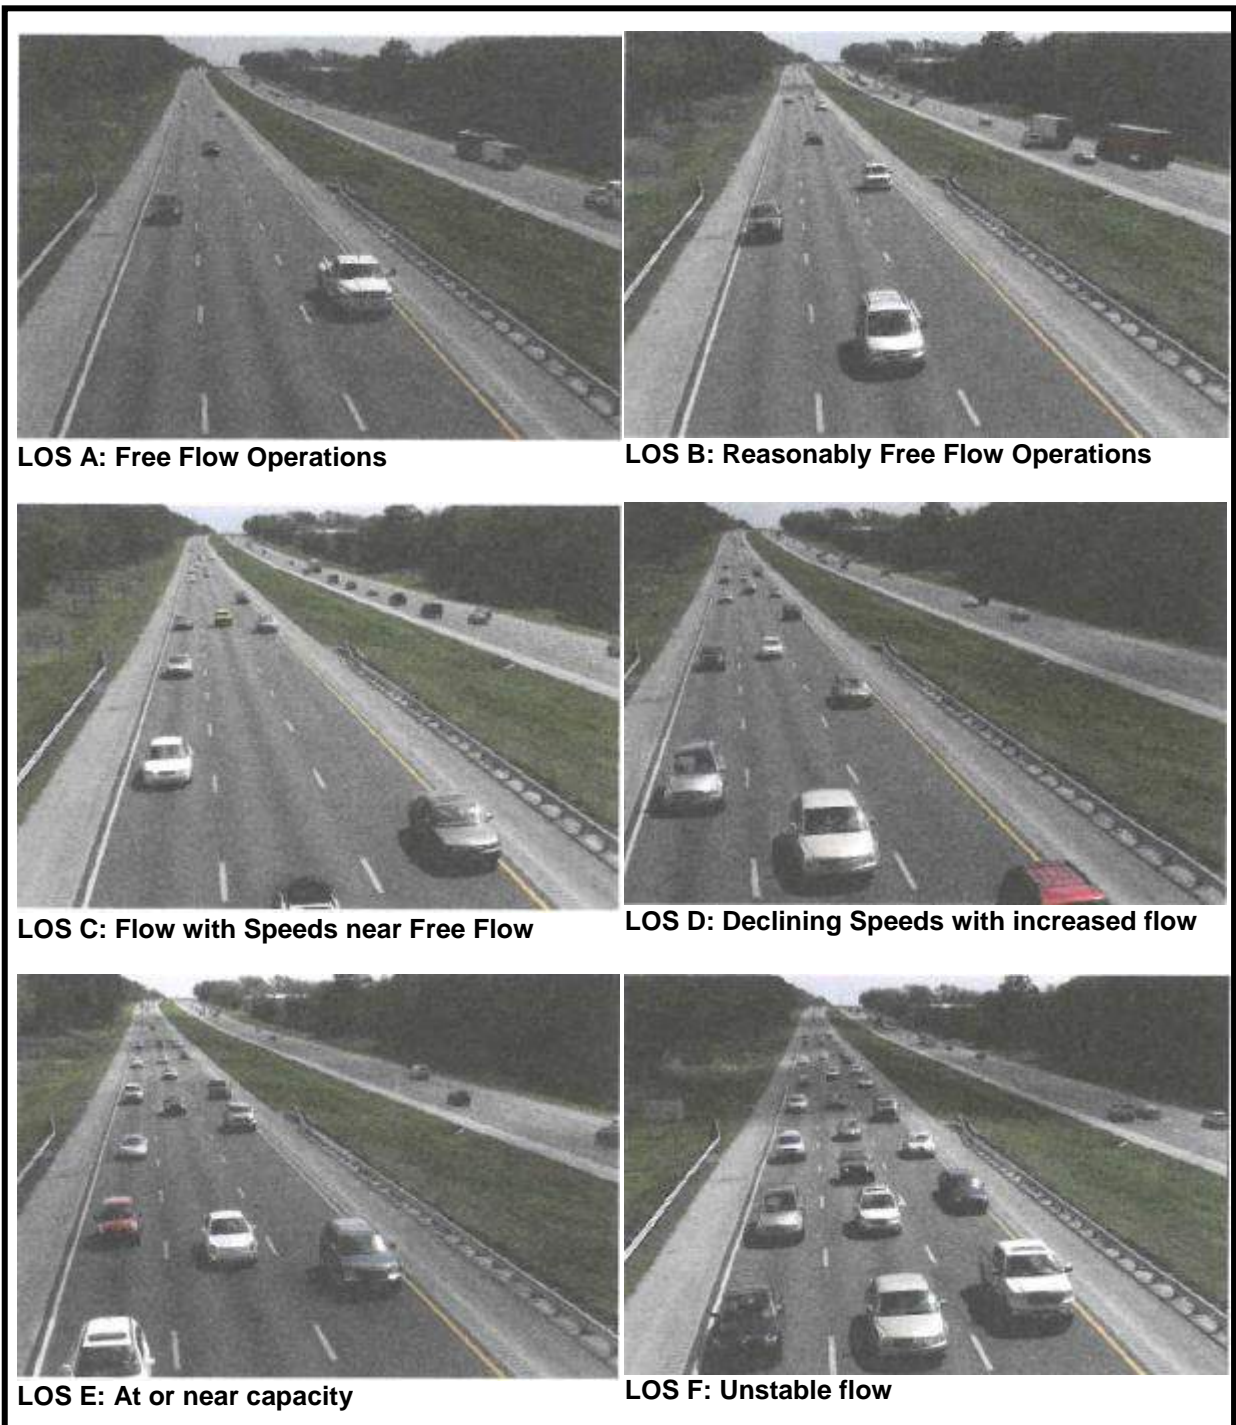 LOS A: Free Flow Operations
LOS B: Reasonably Free Flow Operations
LOS C: Flow with Speeds near Free Flow
LOS D: Declining Speeds with increased flow
LOS E: At or near capacity
LOS F: Unstable flow